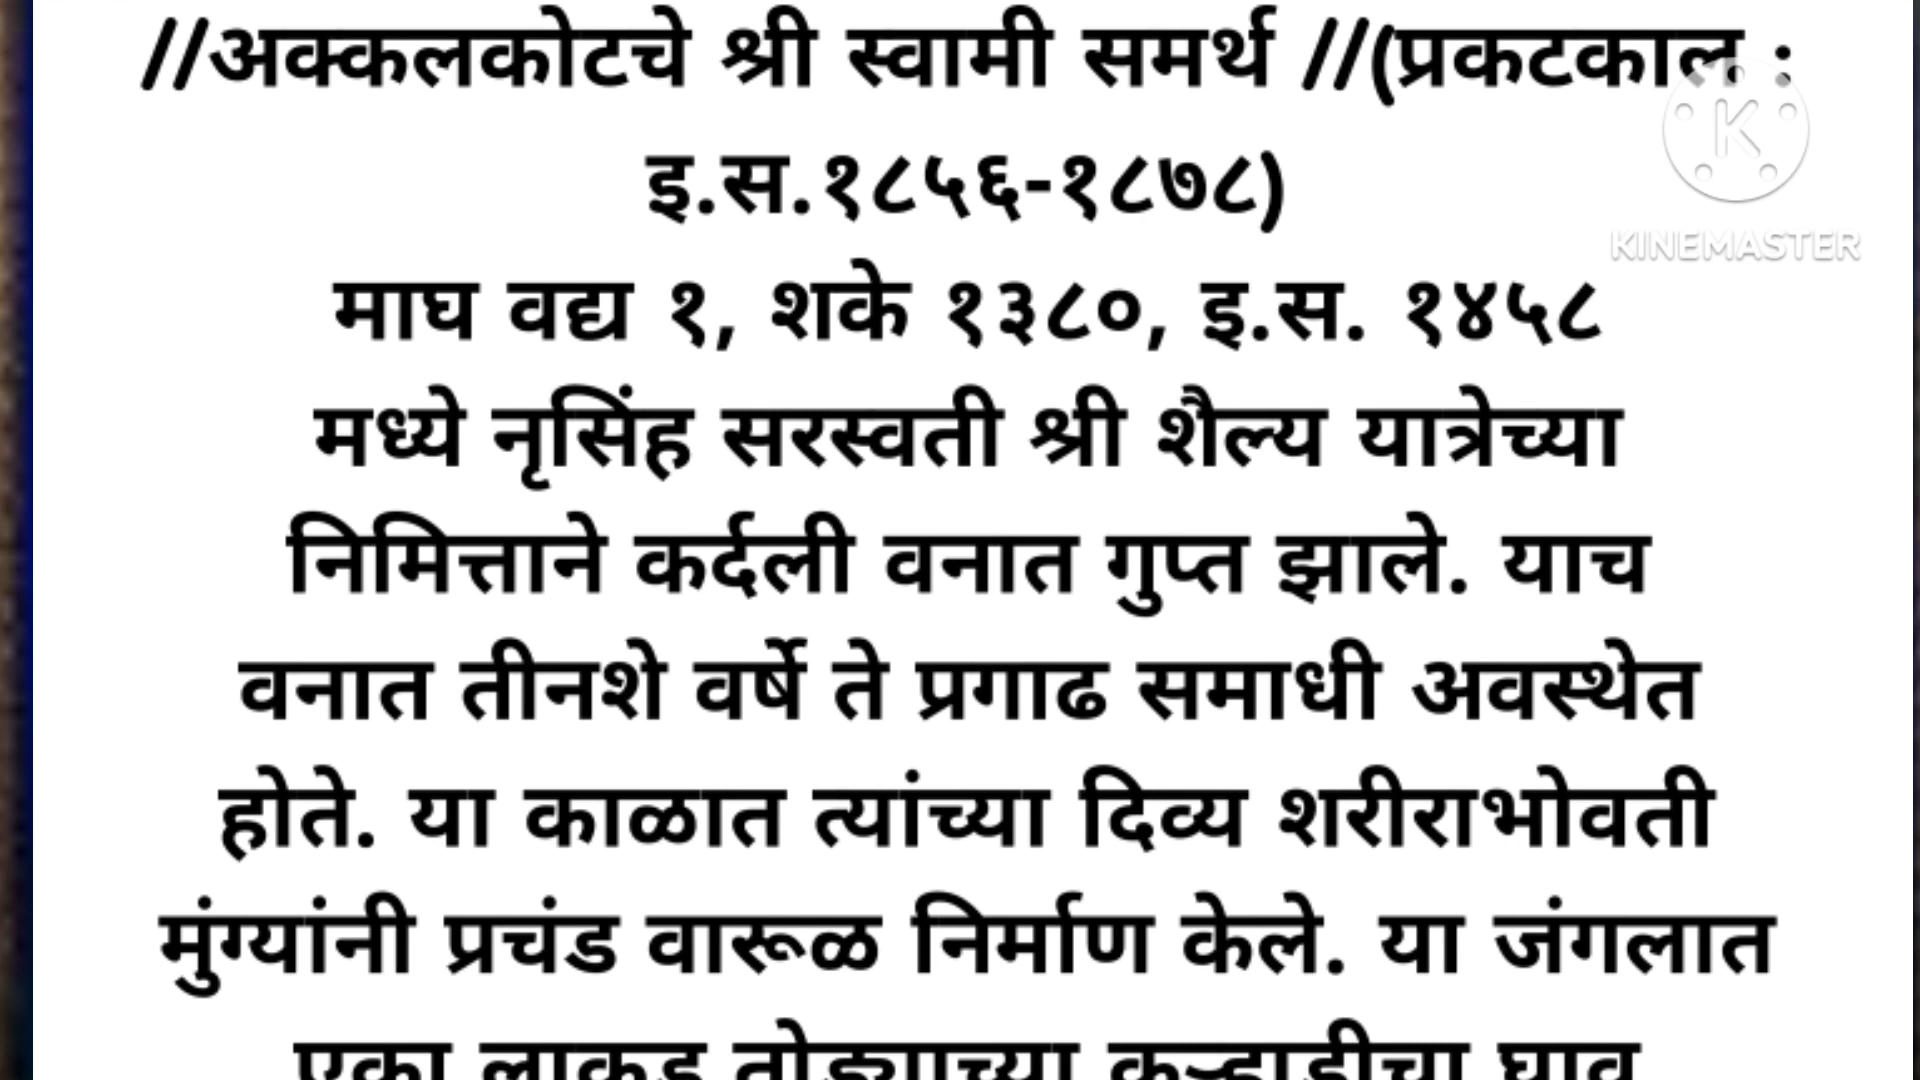 //अक्कलकोटचे श्री स्वामी समर्थ //(प्रकटकाल :
इ.स.१८५६-१८७८)
KINEMASTER
माघ वद्य १, शके १३८०, इ.स. १४५८
मध्ये नृसिंह सरस्वती श्री शैल्य यात्रेच्या
निमित्ताने कर्दली वनात गुप्त झाले. याच
वनात तीनशे वर्षे ते प्रगाढ समाधी अवस्थेत
होते. या काळात त्यांच्या दिव्य शरीराभोवती
मुंग्यांनी प्रचंड वारूळ निर्माण केले. या जंगलात
एका लाकूड तोड्याच्या कुऱ्हाडीचा घाव